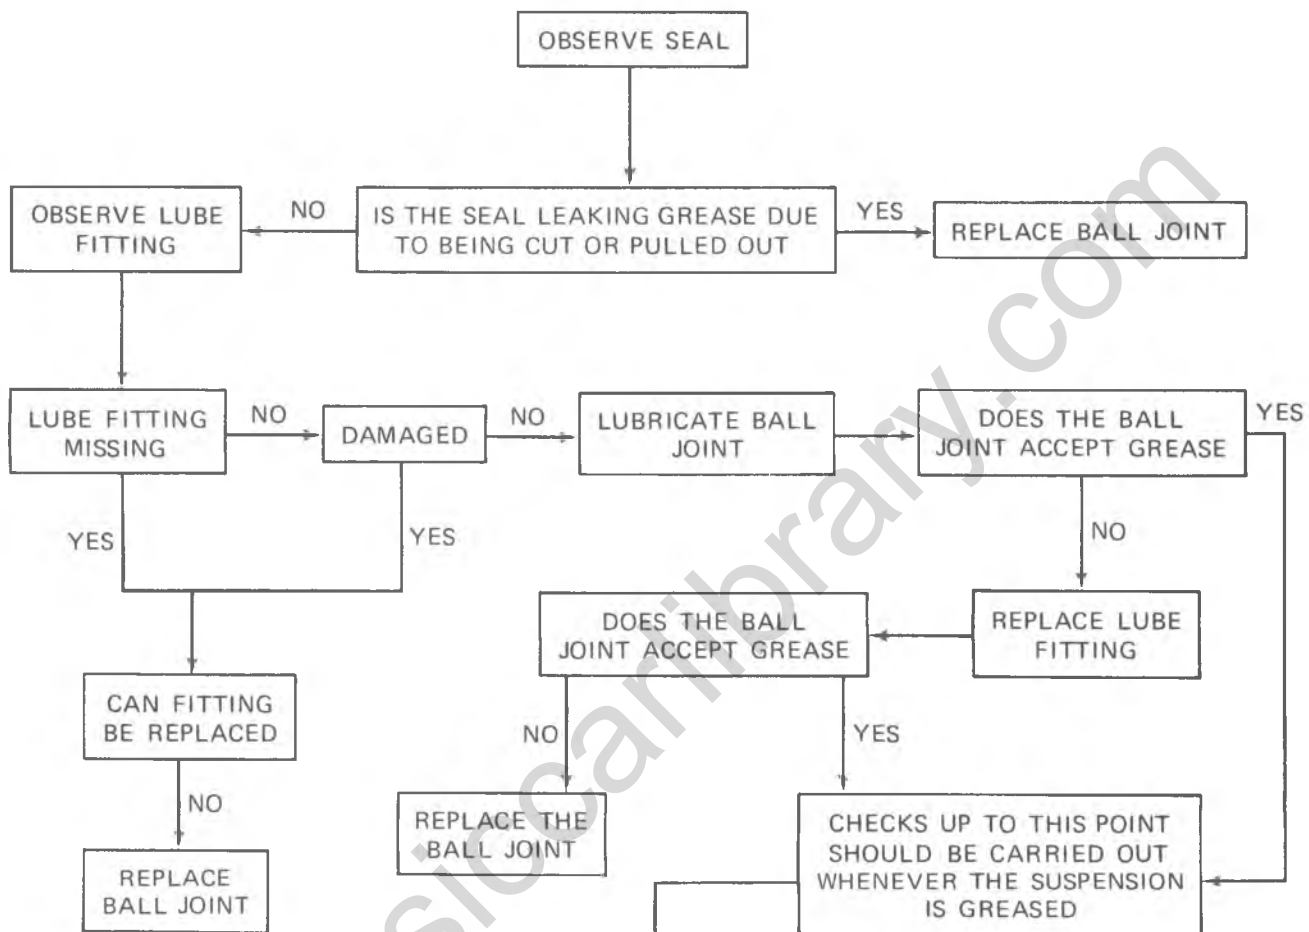 OBSERVE SEAL
OBSERVE LUBE
FITTING
NO
IS THE SEAL LEAKING GREASE DUE
TO BEING CUT OR PULLED OUT
YES
REPLACE BALL JOINT
LUBE FITTING
MISSING
NO
DAMAGED
NO
LUBRICATE BALL
JOINT
DOES THE BALL
JOINT ACCEPT GREASE
YES
YES
YES
NO
CAN FITTING
BE REPLACED
DOES THE BALL
JOINT ACCEPT GREASE
REPLACE LUBE
FITTING
NO
NO
YES
REPLACE
BALL JOINT
REPLACE THE
BALL JOINT
CHECKS UP TO THIS POINT
SHOULD BE CARRIED OUT
WHENEVER THE SUSPENSION
IS GREASED
siccarlibrary.com